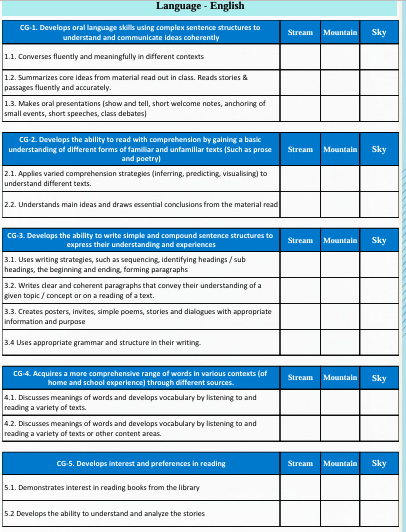 Language - English
CG-1. Develops oral language skills using complex sentence structures to
understand and communicate ideas coherently
Stream Mountain Sky
1.1. Converses fluently and meaningfully in different contexts
1.2. Summarizes core ideas from material read out in class. Reads stories &
passages fluently and accurately.
1.3. Makes oral presentations (show and tell, short welcome notes, anchoring of
small events, short speeches, class debates)
CG-2. Develops the ability to read with comprehension by gaining a basic
understanding of different forms of familiar and unfamiliar texts (Such as prose
and poetry)
Stream Mountain Sky
2.1. Applies varied comprehension strategies (inferring, predicting, visualising) to
understand different texts.
2.2. Understands main ideas and draws essential conclusions from the material read
CG-3. Develops the ability to write simple and compound sentence structures to
express their understanding and experiences
Stream Mountain Sky
3.1. Uses writing strategies, such as sequencing, identifying headings / sub
headings, the beginning and ending, forming paragraphs
3.2. Writes clear and coherent paragraphs that convey their understanding of a
given topic / concept or on a reading of a text.
3.3. Creates posters, invites, simple poems, stories and dialogues with appropriate
information and purpose
3.4 Uses appropriate grammar and structure in their writing.
CG-4. Acquires a more comprehensive range of words in various contexts (of
home and school experience) through different sources.
Stream Mountain Sky
4.1. Discusses meanings of words and develops vocabulary by listening to and
reading a variety of texts.
4.2. Discusses meanings of words and develops vocabulary by listening to and
reading a variety of texts or other content areas.
CG-5. Develops interest and preferences in reading
Stream Mountain Sky
5.1. Demonstrates interest in reading books from the library
5.2 Develops the ability to understand and analyze the stories